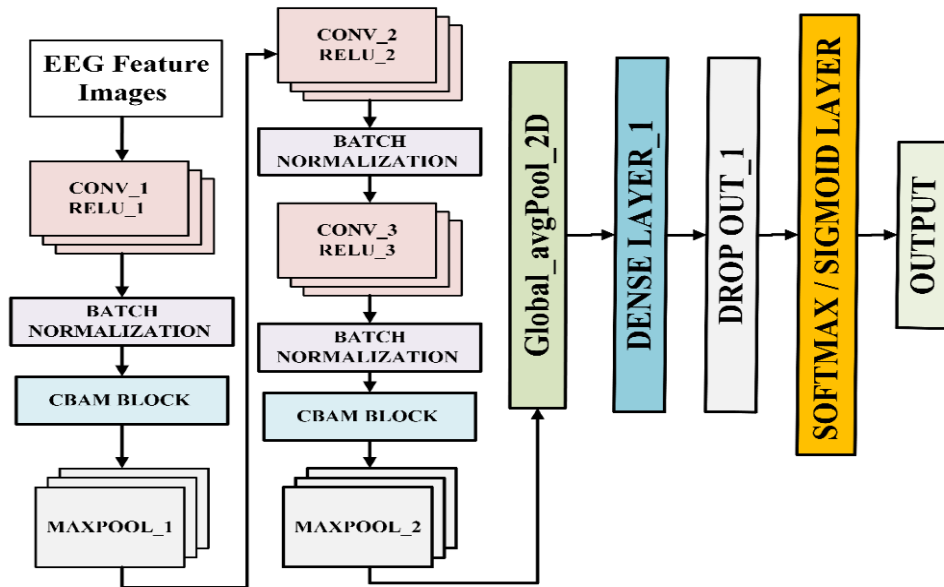 EEG Feature
Images
CONV_1
RELU_1
BATCH
NORMALIZATION
CBAM BLOCK
MAXPOOL_1
CONV_2
RELU_2
BATCH
NORMALIZATION
CONV_3
RELU_3
BATCH
NORMALIZATION
CBAM BLOCK
MAXPOOL_2
Global_avgPool_2D
DENSE LAYER_1
DROP OUT_1
SOFTMAX / SIGMOID LAYER
OUTPUT